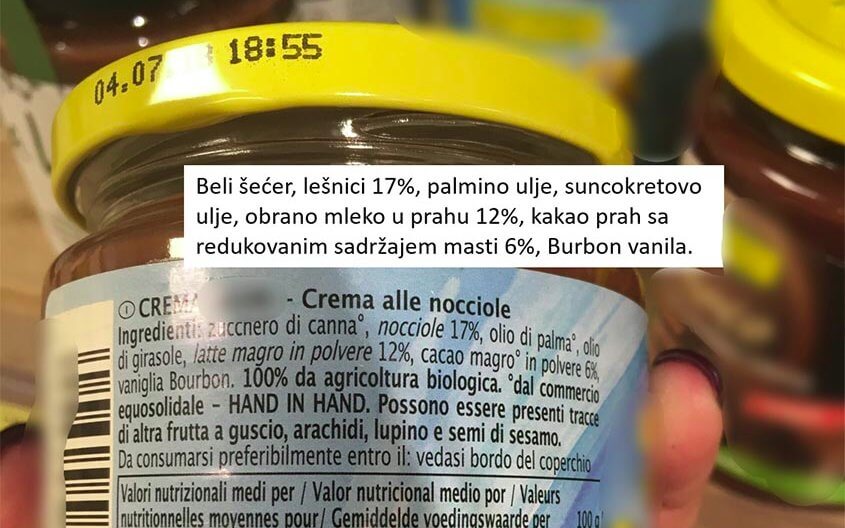 04.07 18:55
Beli šećer, lešnici 17%, palmino ulje, suncokretovo
ulje, obrano mleko u prahu 12%, kakao prah sa
redukovanim sadržajem masti 6%, Burbon vanila.
I CREMA - Crema alle nocciole
Ingredienti: zucchero di canna°, nocciole 17%, olio di palma°, olio
di girasole, latte magro in polvere 12%, cacao magro° in polvere 6%,
vaniglia Bourbon. 100% da agricoltura biologica. °dal commercio
equosolidale – HAND IN HAND. Possono essere presenti tracce
di altra frutta a guscio, arachidi, lupino e semi di sesamo.
Da consumarsi preferibilmente entro il: vedasi bordo del coperchio
Valori nutrizionali medi per / Valor nutricional medio por / Valeurs
nutritionnelles moyennes pour/ Gemiddelde voedingswaarde per 100 g